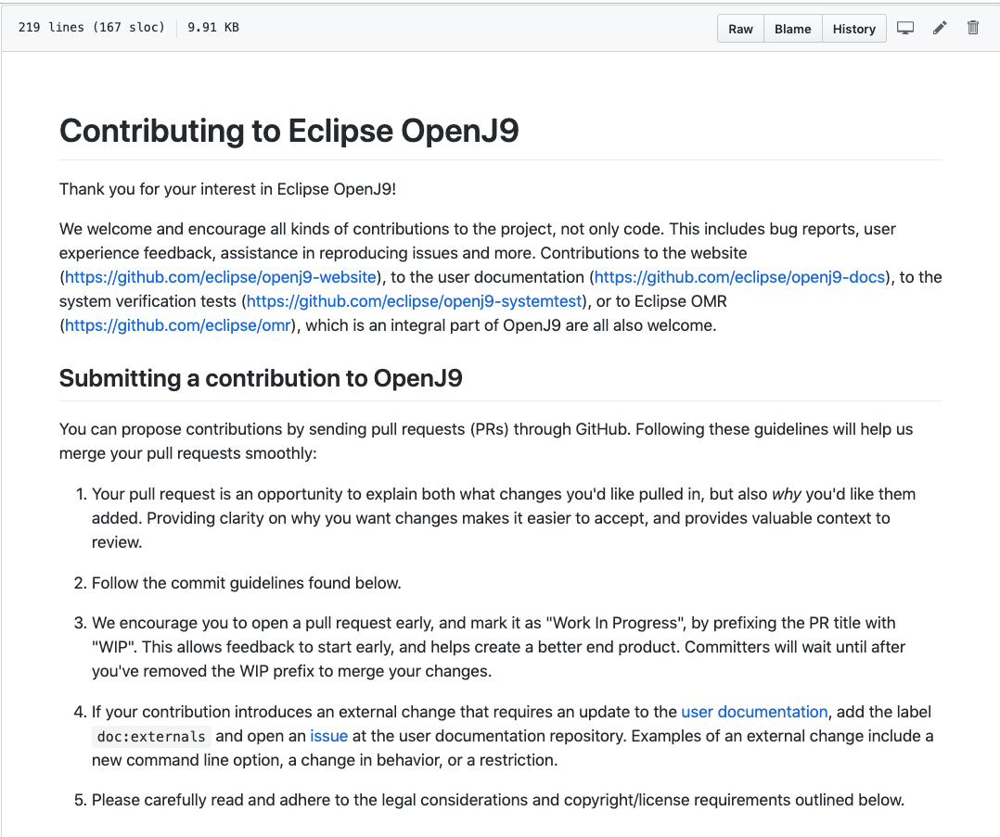 219 lines (167 sloc) 9.91 KB
Raw Blame History
Contributing to Eclipse OpenJ9
Thank you for your interest in Eclipse OpenJ9!
We welcome and encourage all kinds of contributions to the project, not only code. This includes bug reports, user
experience feedback, assistance in reproducing issues and more. Contributions to the website
(https://github.com/eclipse/openj9-website), to the user documentation (https://github.com/eclipse/openj9-docs), to the
system verification tests (https://github.com/eclipse/openj9-systemtest), or to Eclipse OMR
(https://github.com/eclipse/omr), which is an integral part of OpenJ9 are all also welcome.
Submitting a contribution to OpenJ9
You can propose contributions by sending pull requests (PRs) through GitHub. Following these guidelines will help us
merge your pull requests smoothly:
1. Your pull request is an opportunity to explain both what changes you'd like pulled in, but also why you'd like them
added. Providing clarity on why you want changes makes it easier to accept, and provides valuable context to
review.
2. Follow the commit guidelines found below.
3. We encourage you to open a pull request early, and mark it as "Work In Progress", by prefixing the PR title with
"WIP". This allows feedback to start early, and helps create a better end product. Committers will wait until after
you've removed the WIP prefix to merge your changes.
4. If your contribution introduces an external change that requires an update to the user documentation, add the label
doc:externals and open an issue at the user documentation repository. Examples of an external change include a
new command line option, a change in behavior, or a restriction.
5. Please carefully read and adhere to the legal considerations and copyright/license requirements outlined below.